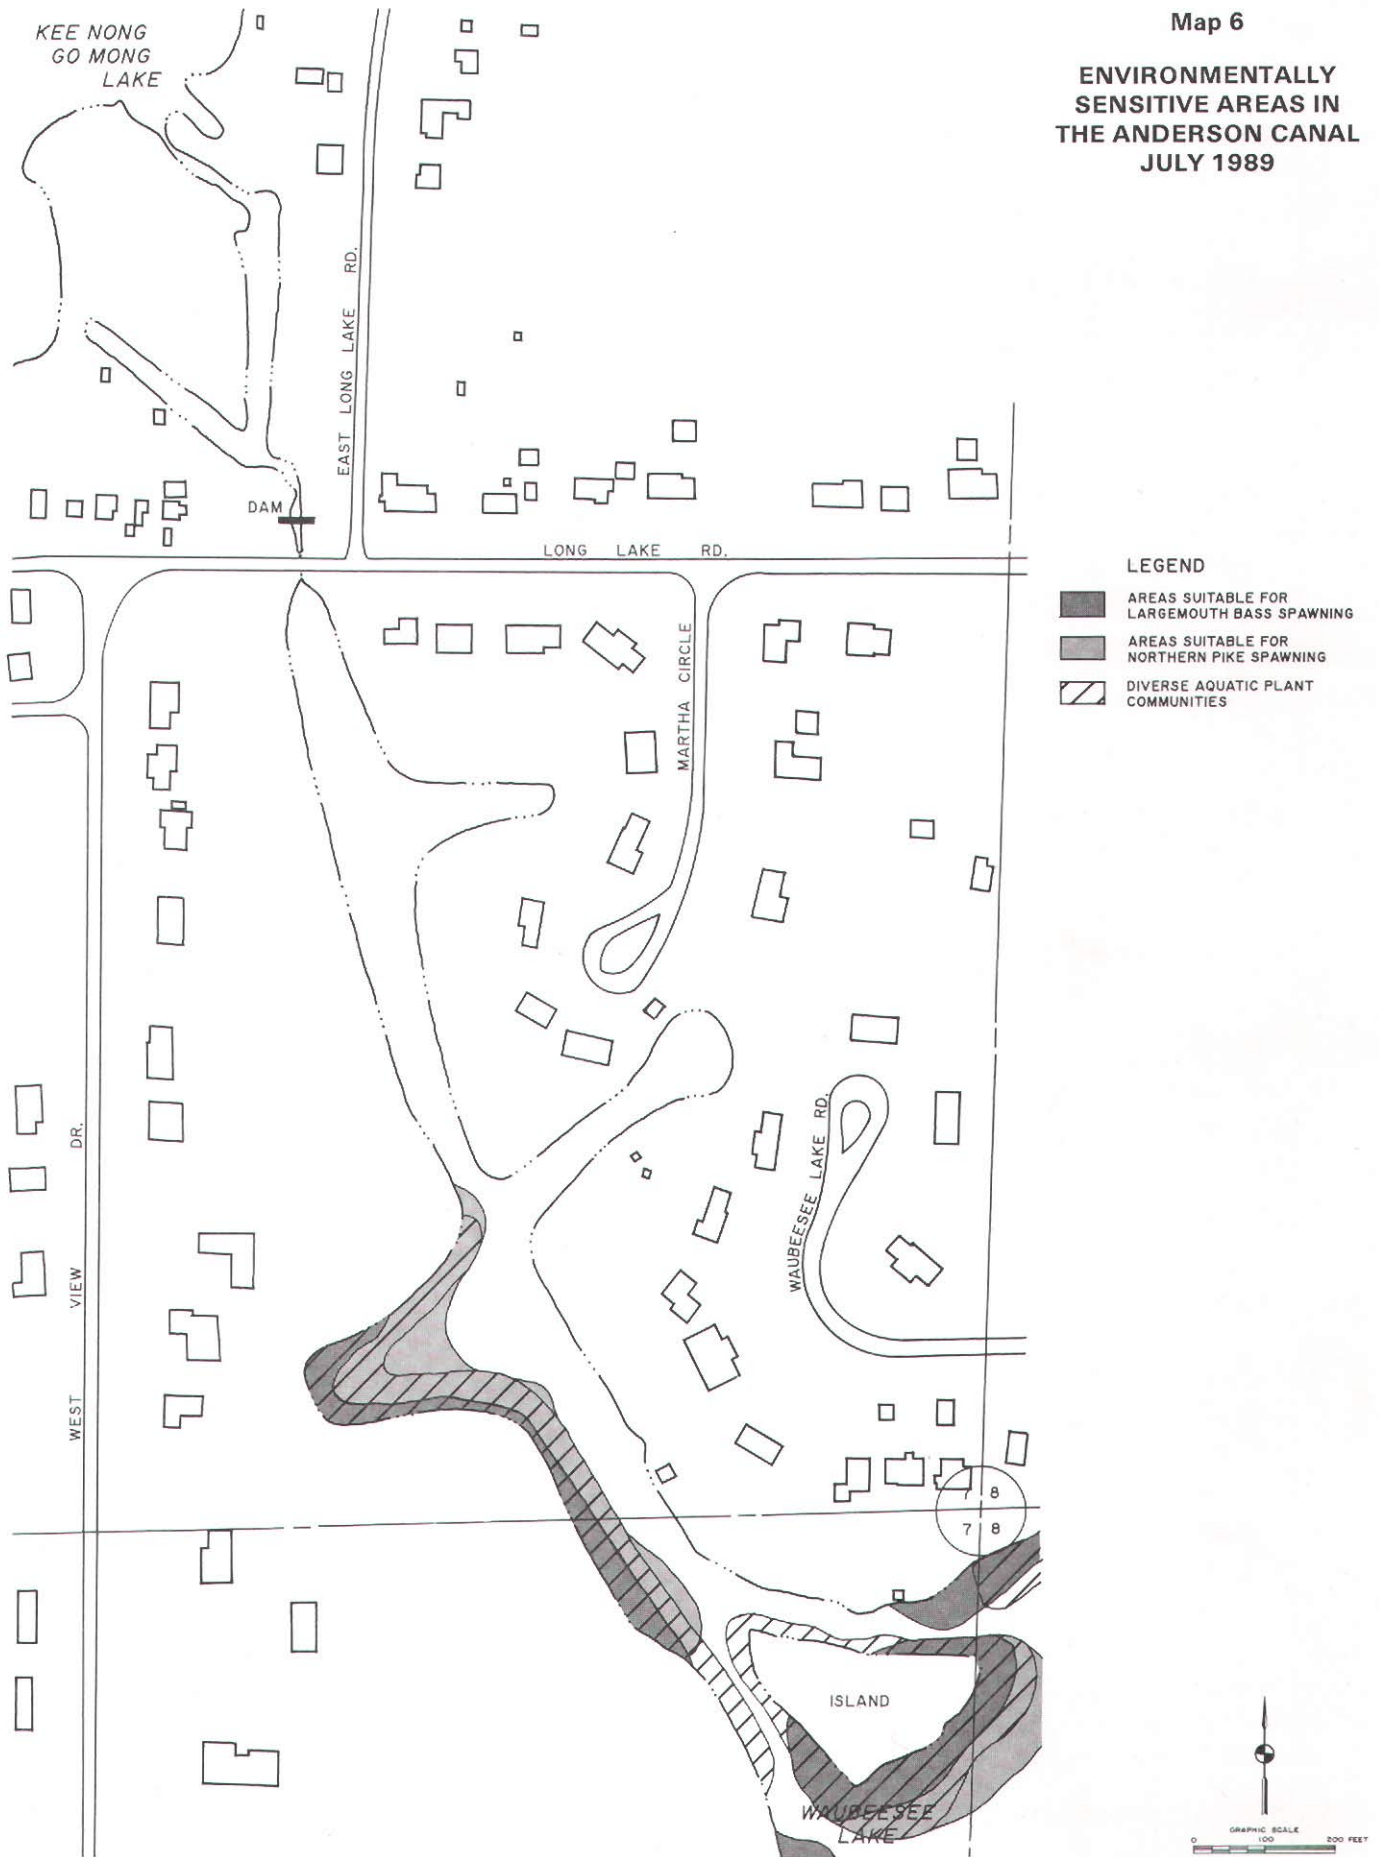 Map 6
ENVIRONMENTALLY
SENSITIVE AREAS IN
THE ANDERSON CANAL
JULY 1989
KEE NONG
GO MONG
LAKE
EAST LONG LAKE RD.
DAM
LONG LAKE RD.
LEGEND
AREAS SUITABLE FOR
LARGEMOUTH BASS SPAWNING
AREAS SUITABLE FOR
NORTHERN PIKE SPAWNING
DIVERSE AQUATIC PLANT
COMMUNITIES
MARTHA CIRCLE
WAUBEESEE LAKE RD.
WEST VIEW DR.
7 8
7 8
ISLAND
WAUBEESEE
LAKE
GRAPHIC SCALE
0 100 200 FEET